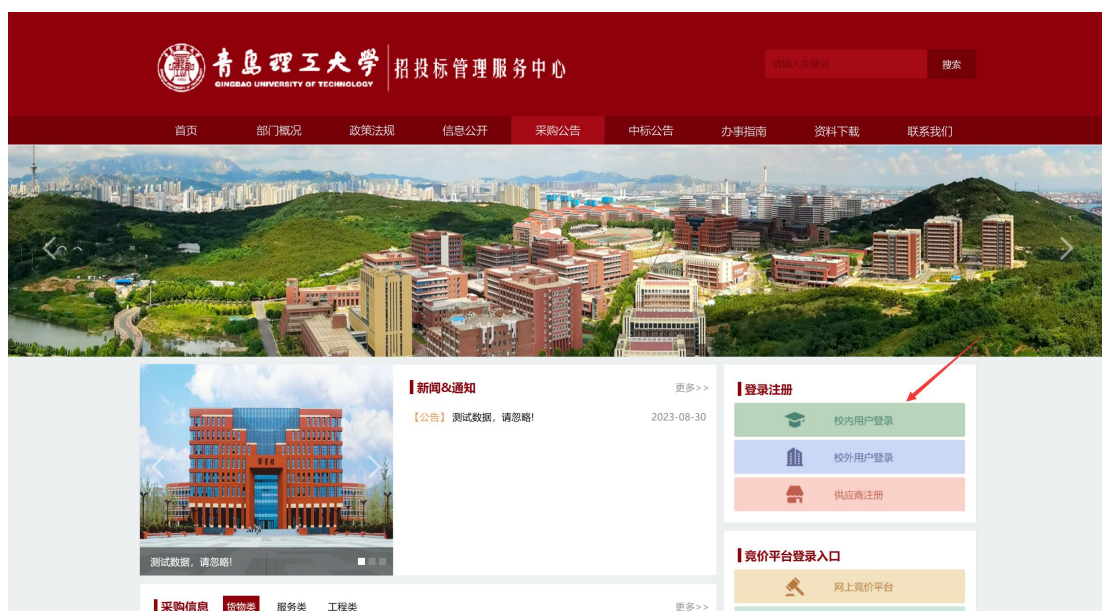 青岛理工大学
QINGDAO UNIVERSITY OF TECHNOLOGY
招投标管理服务中心
请输入关键词
搜索
首页 部门概况 政策法规 信息公开 采购公告 中标公告 办事指南 资料下载 联系我们
新闻&通知 更多>>
【公告】 测试数据，请忽略! 2023-08-30
测试数据，请忽略!
登录注册
校内用户登录
校外用户登录
供应商注册
竞价平台登录入口
网上竞价平台
采购信息 货物类 服务类 工程类 更多>>